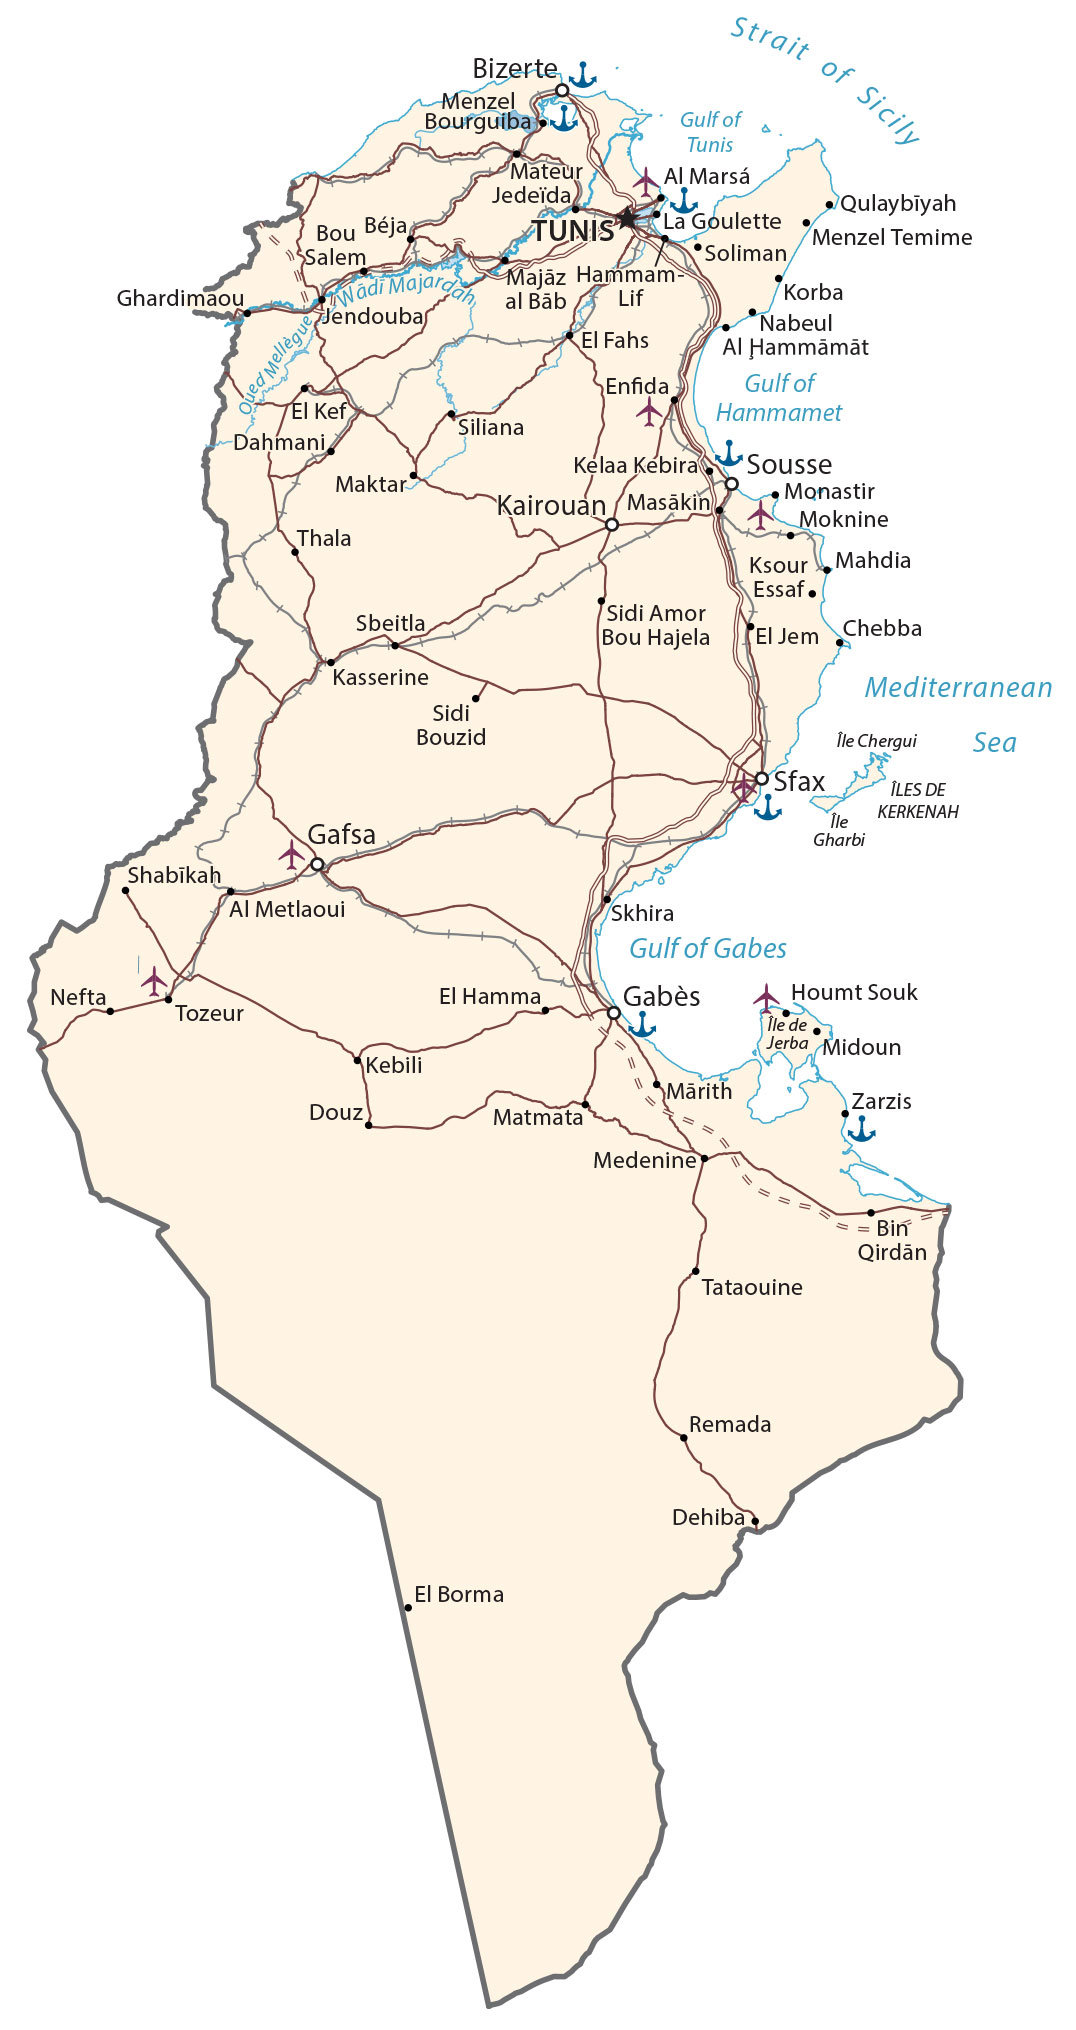 Strait of Sicily
Bizerte
Menzel
Bourguiba
Gulf of
Tunis
Mateur
Al Marsá
Jedeïda
Qulaybīyah
La Goulette
Béja
TUNIS
Menzel Temime
Bou
Salem
Soliman
Majāz
al Bāb
Hammam-
Lif
Wādī Majardah
Korba
Ghardimaou
Jendouba
Nabeul
El Fahs
Al Ḩammāmāt
Oued Mellègue
Enfida
Gulf of
Hammamet
El Kef
Siliana
Dahmani
Kelaa Kebira
Sousse
Maktar
Monastir
Kairouan
Masākin
Moknine
Thala
Mahdia
Ksour
Essaf
Sidi Amor
Bou Hajela
Sbeitla
Chebba
El Jem
Kasserine
Mediterranean
Sea
Sidi
Bouzid
Île Chergui
Sfax
ÎLES DE
KERKENAH
Île
Gharbi
Gafsa
Shabīkah
Al Metlaoui
Skhira
Gulf of Gabes
Nefta
El Hamma
Gabès
Houmt Souk
Tozeur
Île de
Jerba
Midoun
Kebili
Mārith
Zarzis
Douz
Matmata
Medenine
Bin
Qirdān
Tataouine
Remada
Dehiba
El Borma